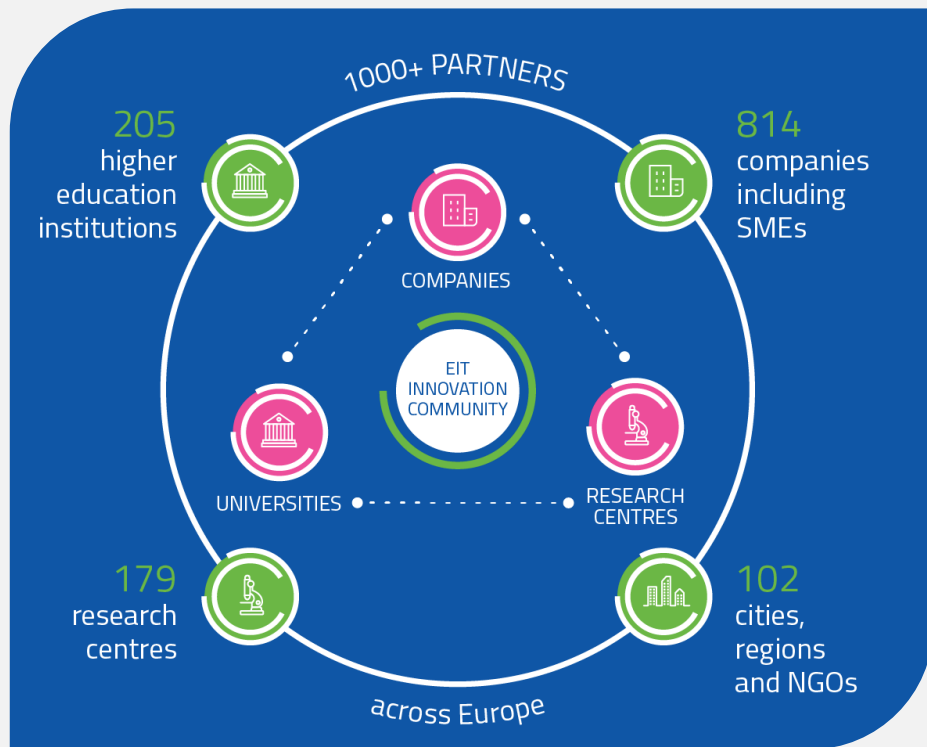 1000+ PARTNERS
205
higher
education
institutions
814
companies
including
SMEs
COMPANIES
EIT
INNOVATION
COMMUNITY
UNIVERSITIES
RESEARCH
CENTRES
179
research
centres
102
cities,
regions
and NGOs
across Europe